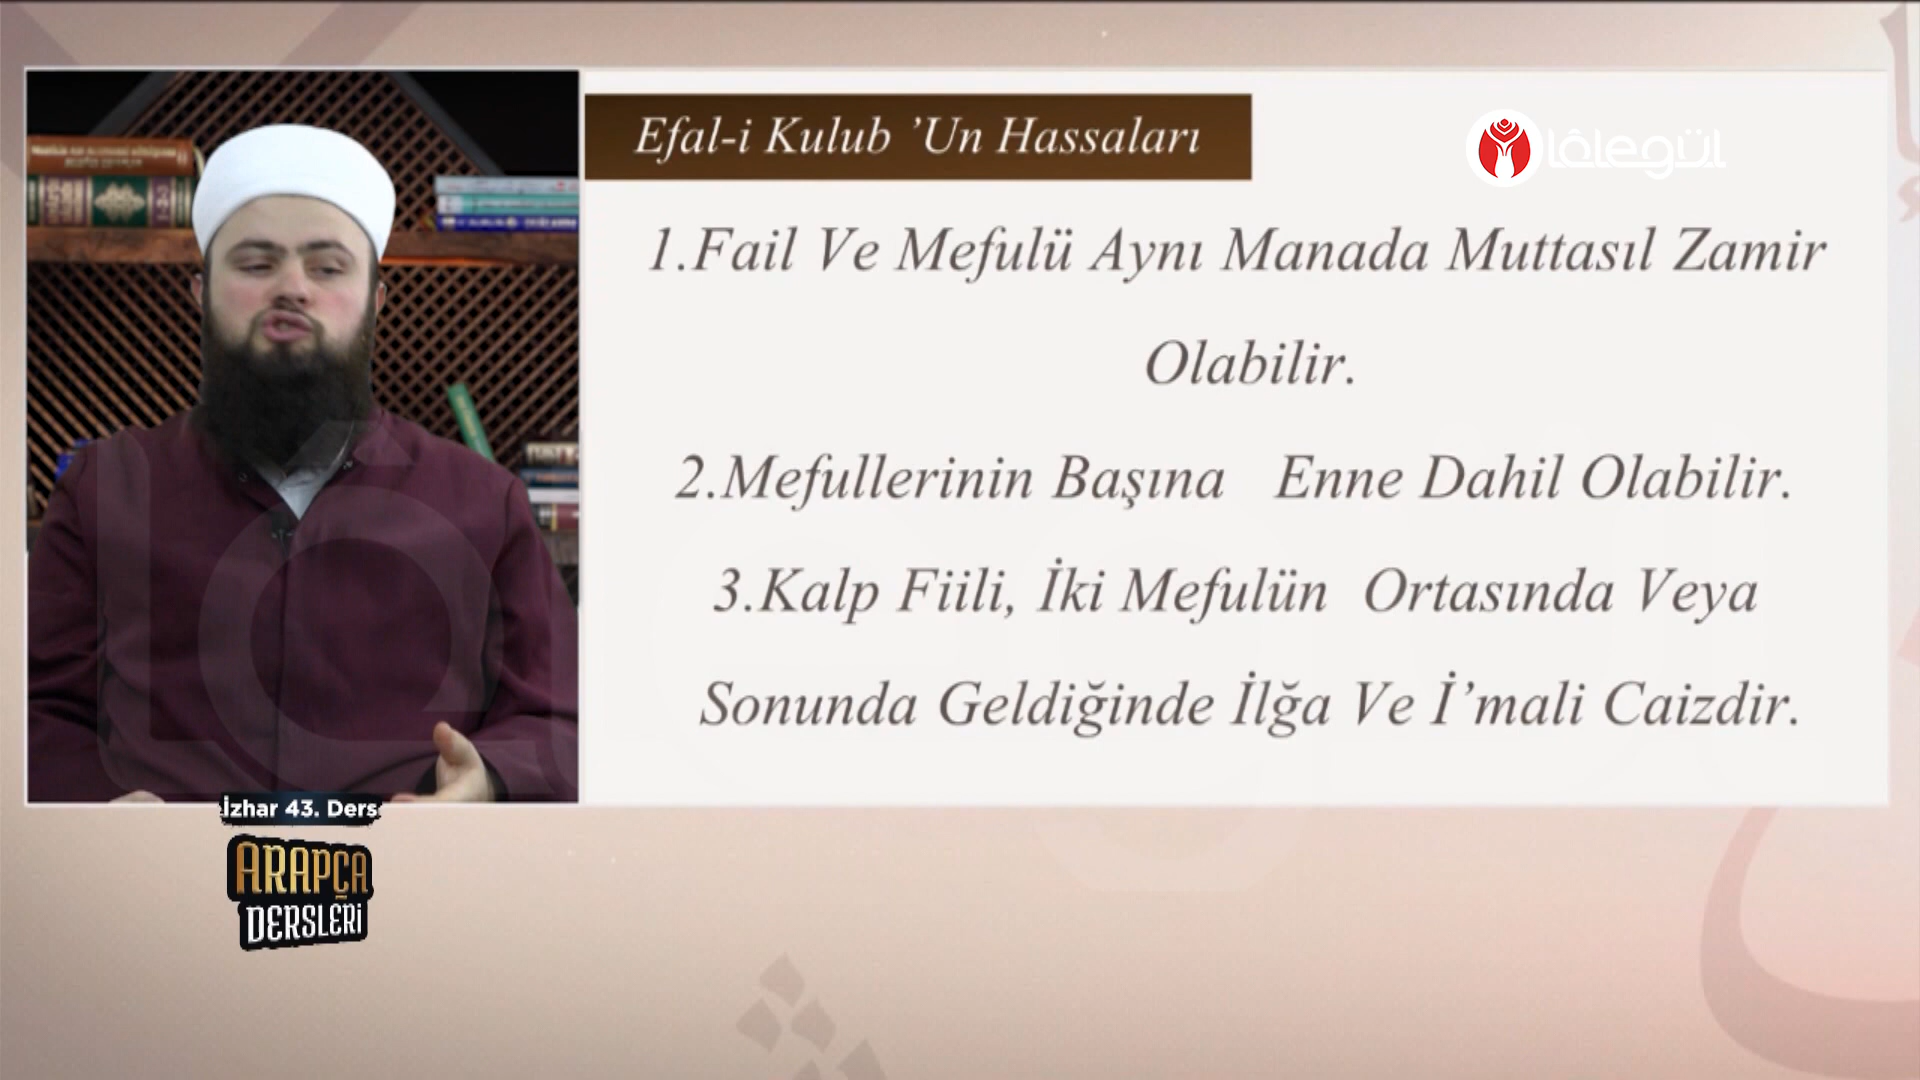 Efal-i Kulub ’Un Hassaları
lâlegül
1.Fail Ve Mefulü Aynı Manada Muttasıl Zamir
Olabilir.
2.Mefullerinin Başına Enne Dahil Olabilir.
3.Kalp Fiili, İki Mefulün Ortasında Veya
Sonunda Geldiğinde İlğa Ve İ’mali Caizdir.
İzhar 43. Ders
ARAPÇA
DERSLERİ